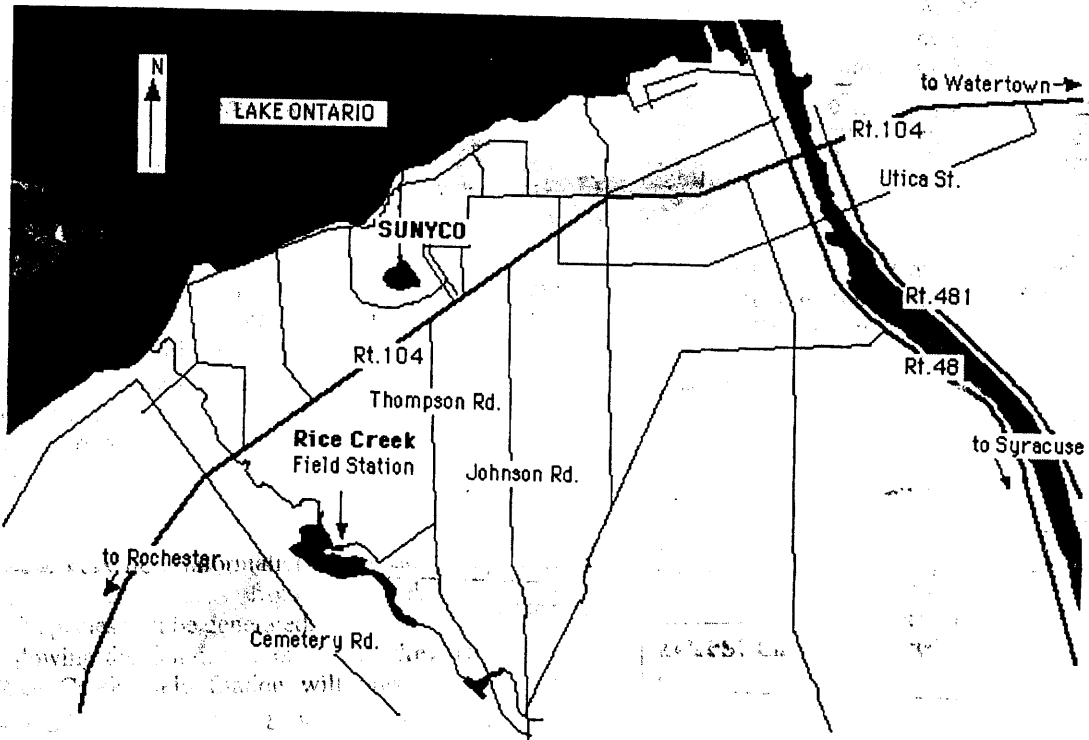 N
to Watertown
LAKE ONTARIO
Rt.104
Utica St.
SUNYCO
Rt.481
Rt.104
Rt.48
Thompson Rd.
Rice Creek
Field Station
to Syracuse
Johnson Rd.
to Rochester
Cemetery Rd.
will